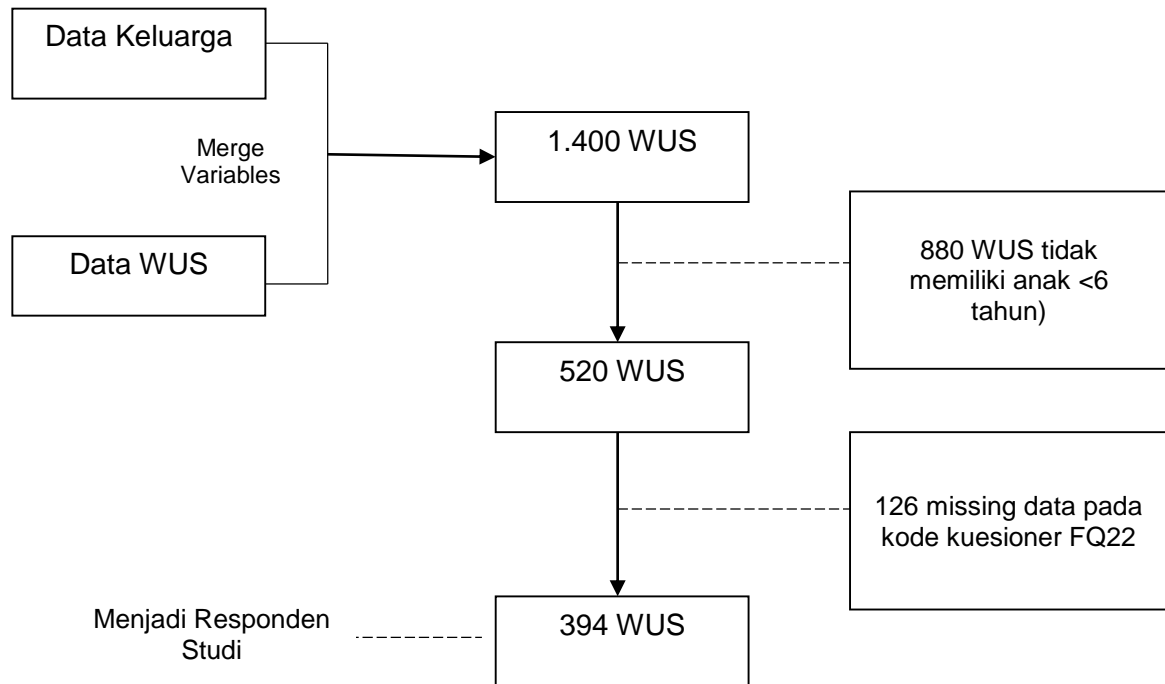 Data Keluarga
Merge
Variables
Data WUS
1.400 WUS
880 WUS tidak
memiliki anak <6
tahun)
520 WUS
126 missing data pada
kode kuesioner FQ22
Menjadi Responden
Studi
394 WUS